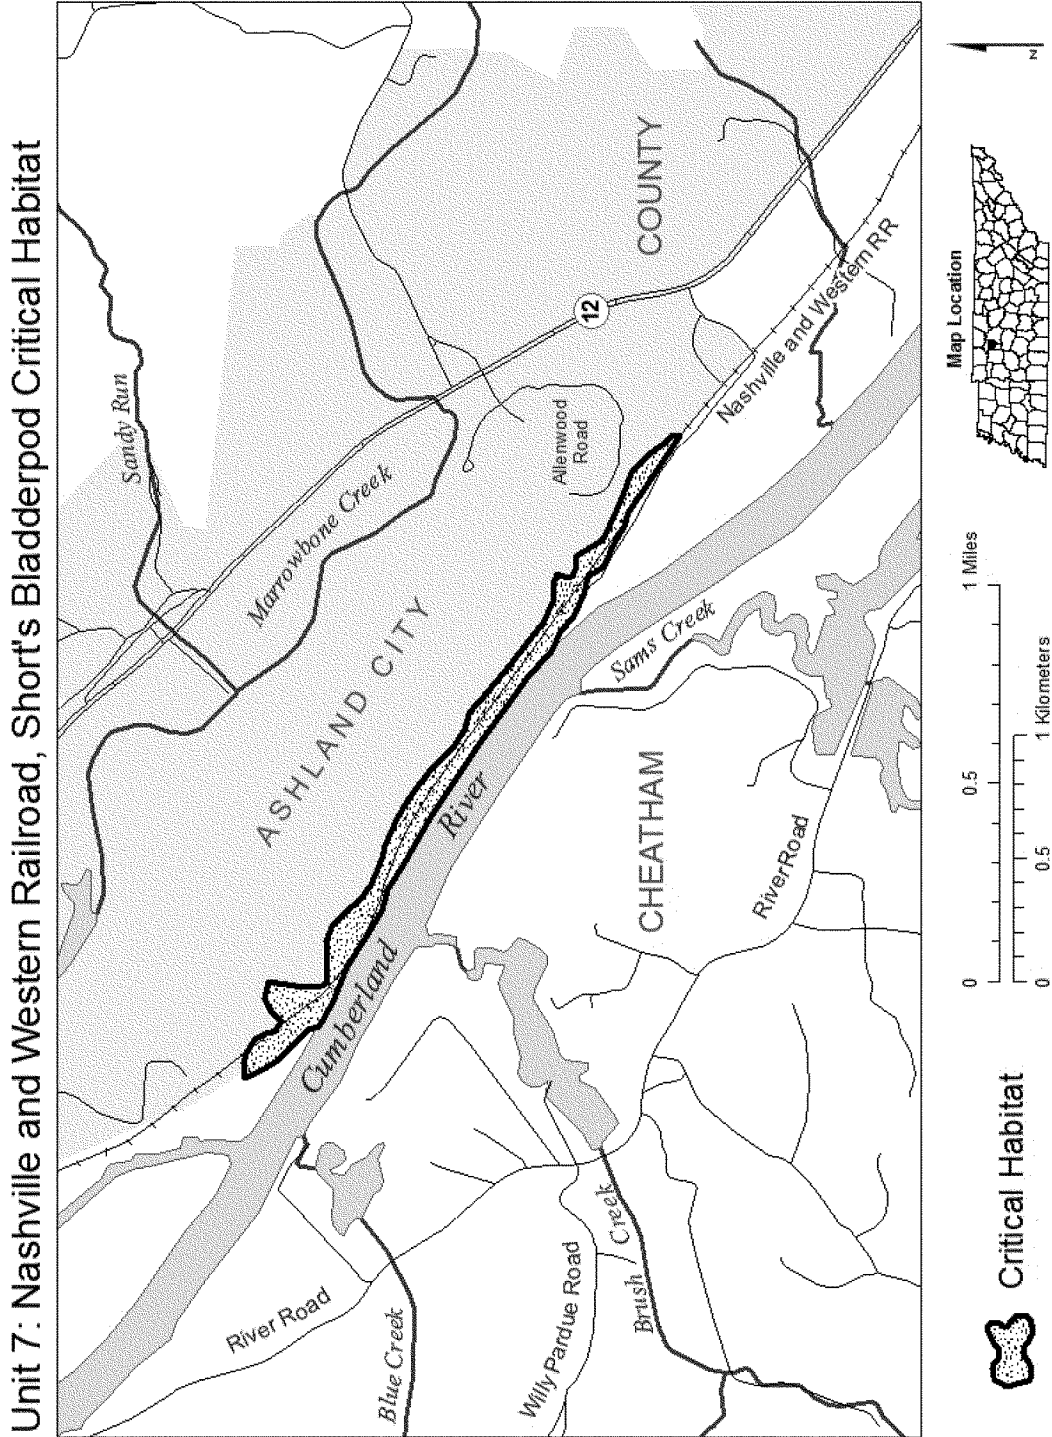 Unit 7: Nashville and Western Railroad, Short's Bladderpod Critical Habitat
Sandy Run
Marrowbone Creek
ASHLAND CITY
COUNTY
12
Allenwood
Road
Nashville and Western RR
Cumberland
River
Sams Creek
CHEATHAM
River Road
River Road
Blue Creek
Willy Pardue Road
Brush Creek
Critical Habitat
0 0.5 1 Miles
0 0.5 1 Kilometers
Map Location
N